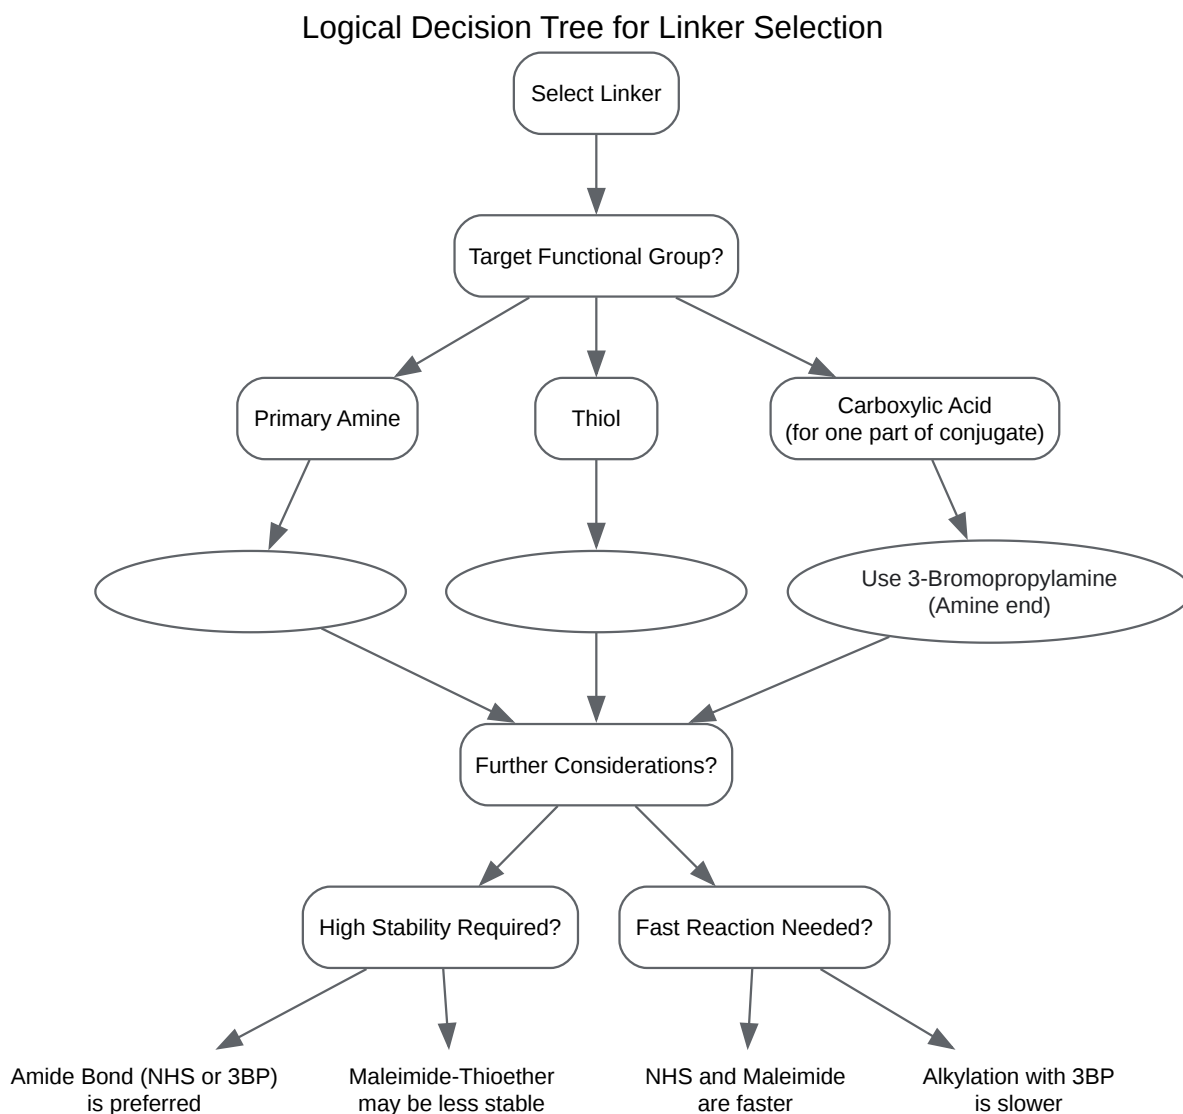 Logical Decision Tree for Linker Selection
Select Linker
Target Functional Group?
Primary Amine
Thiol
Carboxylic Acid
(for one part of conjugate)
Use 3-Bromopropylamine
(Amine end)
Further Considerations?
High Stability Required?
Fast Reaction Needed?
Amide Bond (NHS or 3BP)
is preferred
Maleimide-Thioether
may be less stable
NHS and Maleimide
are faster
Alkylation with 3BP
is slower